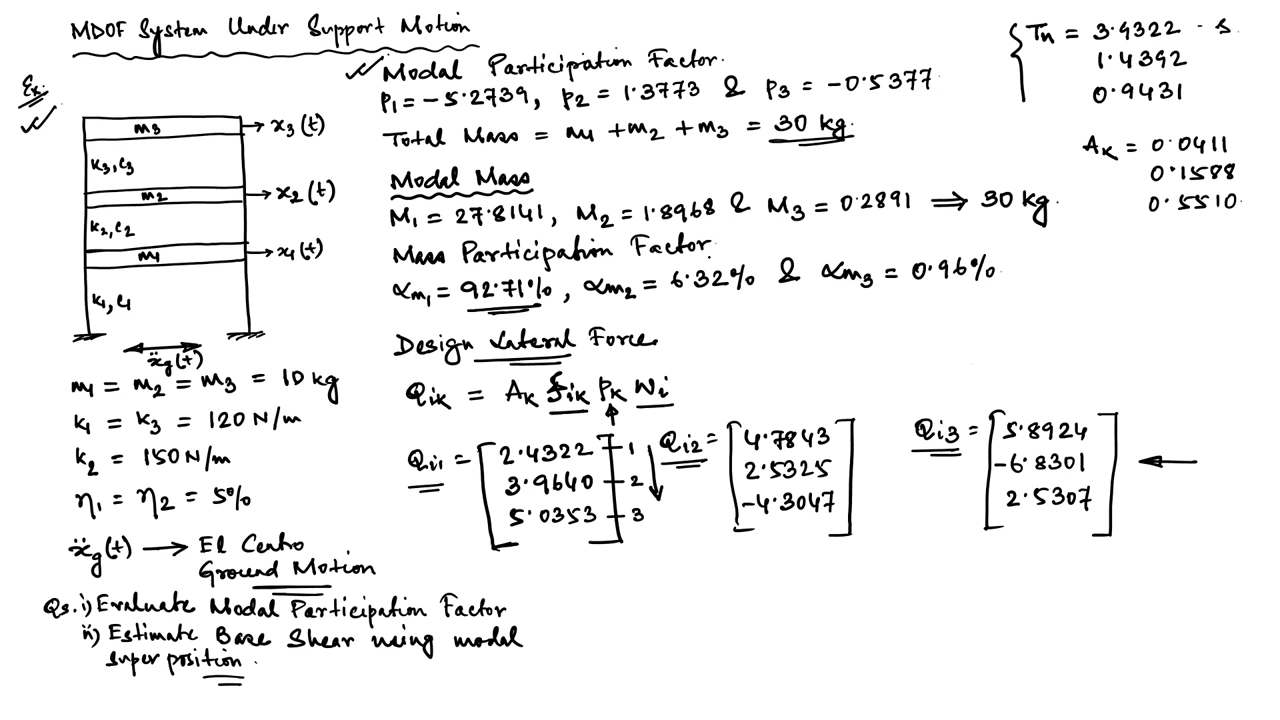 MDOF System Under Support Motion
Ex.
m3
x3(t)
k3, c3
m2
x2(t)
k2, c2
m1
x1(t)
k1, c1
ẍg(t)
m1 = m2 = m3 = 10 kg
k1 = k3 = 120 N/m
k2 = 150 N/m
η1 = η2 = 5%
ẍg(t) → El Centro
Ground Motion
Qs. i) Evaluate Modal Participation Factor
ii) Estimate Base Shear using modal
super position.
Modal Participation Factor.
P1 = -5.2739, P2 = 1.3773 & P3 = -0.5377
Total Mass = m1 + m2 + m3 = 30 kg.
Modal Mass
M1 = 27.8141, M2 = 1.8968 & M3 = 0.2891 ⇒ 30 kg.
Mass Participation Factor.
αm1 = 92.71%, αm2 = 6.32% & αm3 = 0.96%
Design Lateral Force.
Qik = Ak ϕik Pk Wi
Qi1 = [2.4322 - 1
3.9640 - 2
5.0353 - 3]
Qi2 = [4.7843
2.5325
-4.3047]
Qi3 = [5.8924
-6.8301
2.5307] ←
Tn = 3.4322 - s.
1.4392
0.9431
Ak = 0.0411
0.1588
0.5510